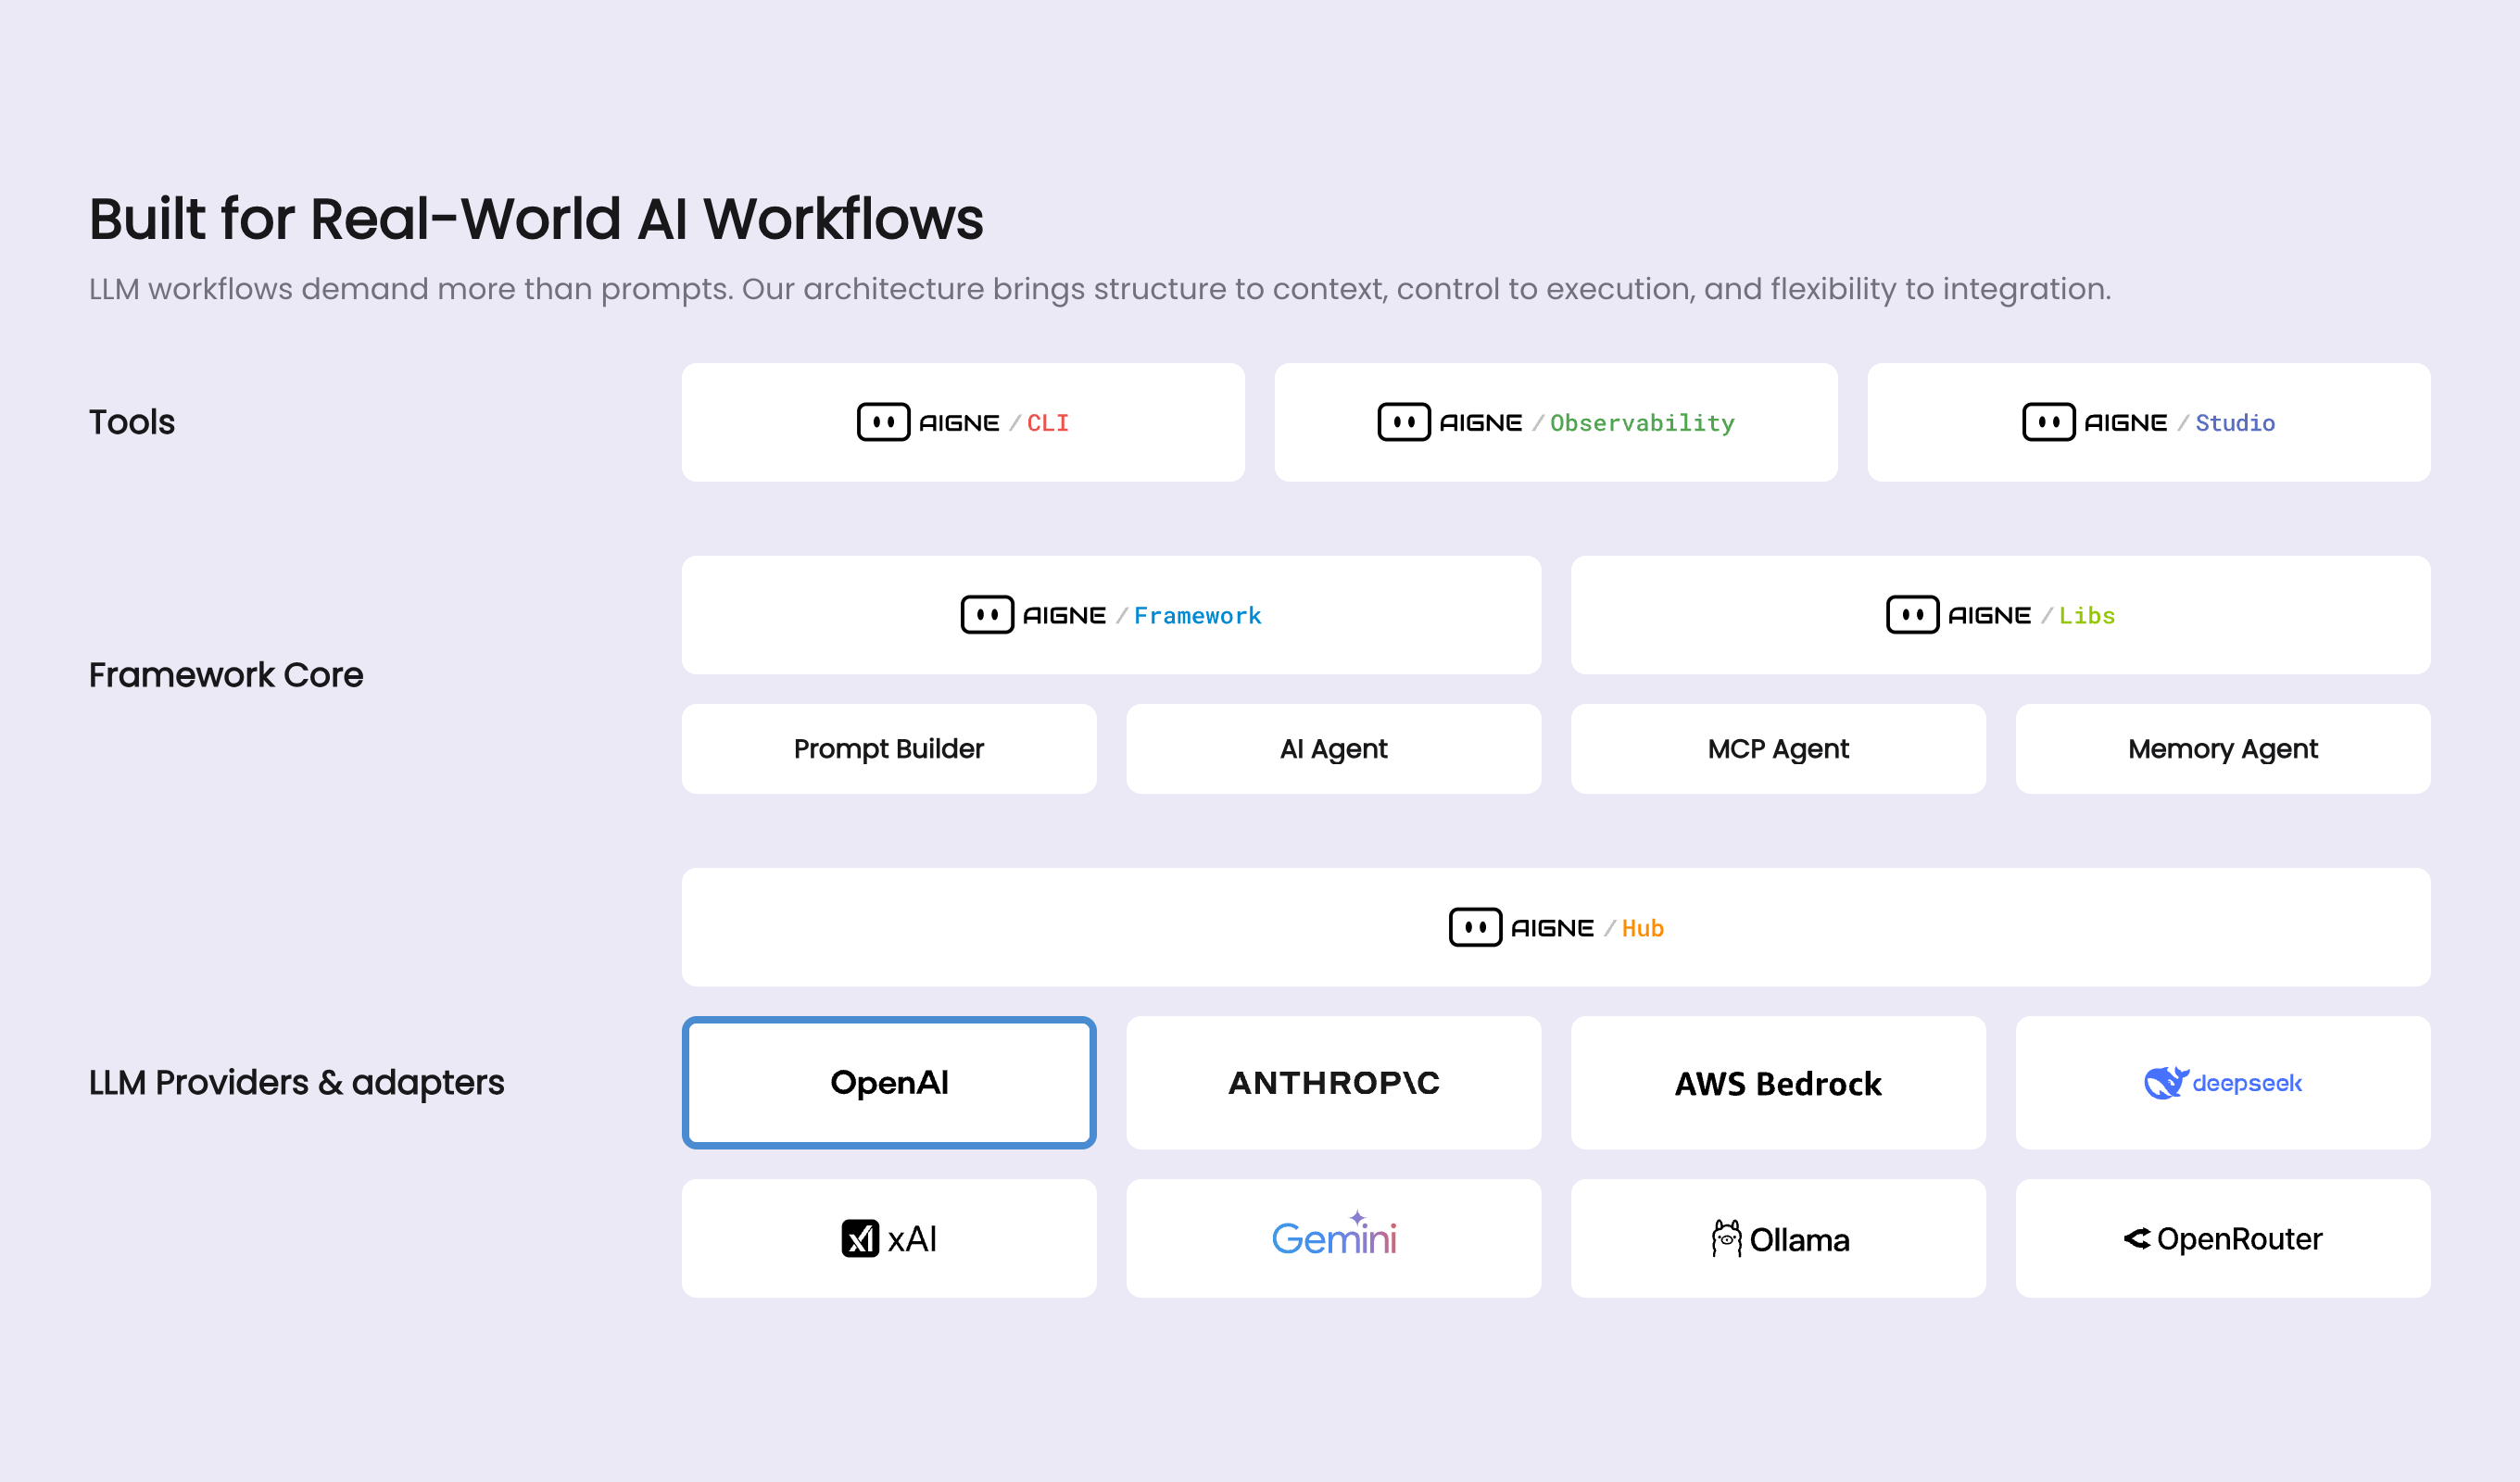 Built for Real-World AI Workflows
LLM workflows demand more than prompts. Our architecture brings structure to context, control to execution, and flexibility to integration.
Tools
AIGNE / CLI
AIGNE / Observability
AIGNE / Studio
Framework Core
AIGNE / Framework
AIGNE / Libs
Prompt Builder
AI Agent
MCP Agent
Memory Agent
AIGNE / Hub
LLM Providers & adapters
OpenAI
ANTHROP\C
AWS Bedrock
deepseek
xAI
Gemini
Ollama
OpenRouter